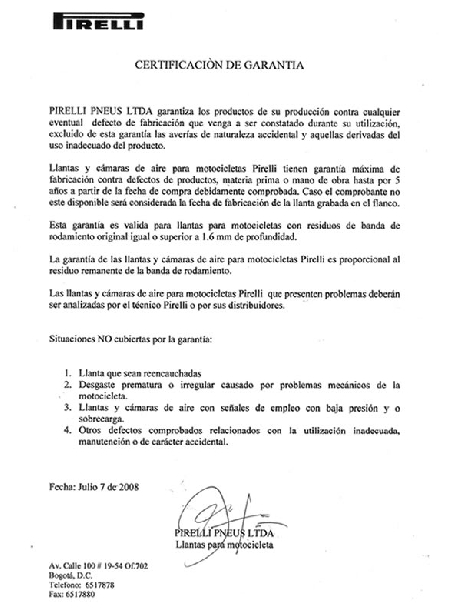 PIRELLI
CERTIFICACIÒN DE GARANTIA
PIRELLI PNEUS LTDA garantiza los productos de su producción contra cualquier
eventual defecto de fabricación que venga a ser constatado durante su utilización,
excluido de esta garantía las averías de naturaleza accidental y aquellas derivadas del
uso inadecuado del producto.
Llantas y cámaras de aire para motocicletas Pirelli tienen garantía máxima de
fabricación contra defectos de productos, materia prima o mano de obra hasta por 5
años a partir de la fecha de compra debidamente comprobada. Caso el comprobante no
este disponible será considerada la fecha de fabricación de la llanta grabada en el flanco.
Esta garantía es valida para llantas para motocicletas con residuos de banda de
rodamiento original igual o superior a 1.6 mm de profundidad.
La garantía de las llantas y cámaras de aire para motocicletas Pirelli es proporcional al
residuo remanente de la banda de rodamiento.
Las llantas y cámaras de aire para motocicletas Pirelli que presenten problemas deberán
ser analizadas por el técnico Pirelli o por sus distribuidores.
Situaciones NO cubiertas por la garantía:
1. Llanta que sean reencauchadas
2. Desgaste prematura o irregular causado por problemas mecánicos de la
motocicleta.
3. Llantas y cámaras de aire con señales de empleo con baja presión y o
sobrecarga.
4. Otros defectos comprobados relacionados con la utilización inadecuada,
manutención o de carácter accidental.
Fecha: Julio 7 de 2008
PIRELLI PNEUS LTDA
Llantas para motocicleta
Av. Calle 100 # 19-54 Of.702
Bogotá, D.C.
Telefono: 6517878
Fax: 6517880